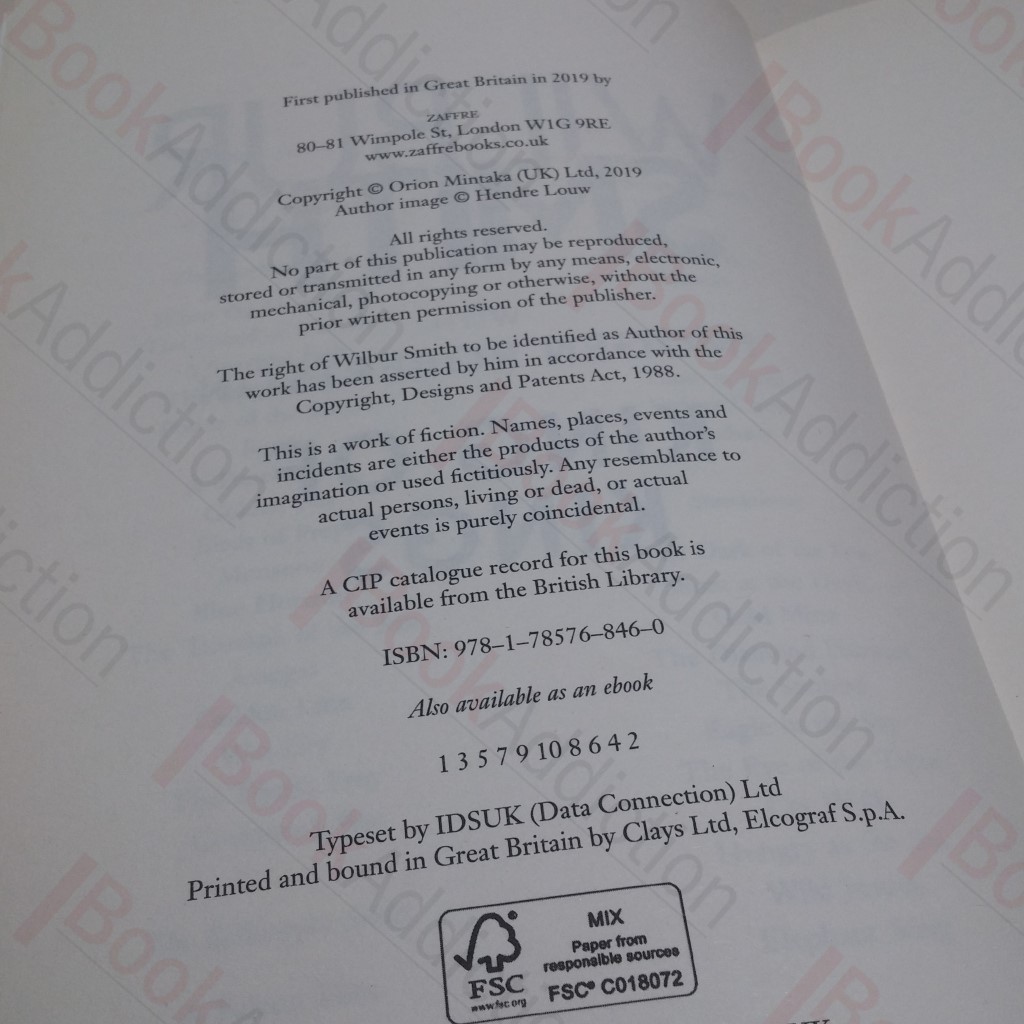 First published in Great Britain in 2019 by
ZAFFRE
80–81 Wimpole St, London W1G 9RE
www.zaffrebooks.co.uk
Copyright © Orion Mintaka (UK) Ltd, 2019
Author image © Hendre Louw
All rights reserved.
No part of this publication may be reproduced,
stored or transmitted in any form by any means, electronic,
mechanical, photocopying or otherwise, without the
prior written permission of the publisher.
The right of Wilbur Smith to be identified as Author of this
work has been asserted by him in accordance with the
Copyright, Designs and Patents Act, 1988.
This is a work of fiction. Names, places, events and
incidents are either the products of the author's
imagination or used fictitiously. Any resemblance to
actual persons, living or dead, or actual
events is purely coincidental.
A CIP catalogue record for this book is
available from the British Library.
ISBN: 978–1–78576–846–0
Also available as an ebook
1 3 5 7 9 10 8 6 4 2
Typeset by IDSUK (Data Connection) Ltd
Printed and bound in Great Britain by Clays Ltd, Elcograf S.p.A.
FSC
www.fsc.org
MIX
Paper from
responsible sources
FSC® C018072
BookAddiction